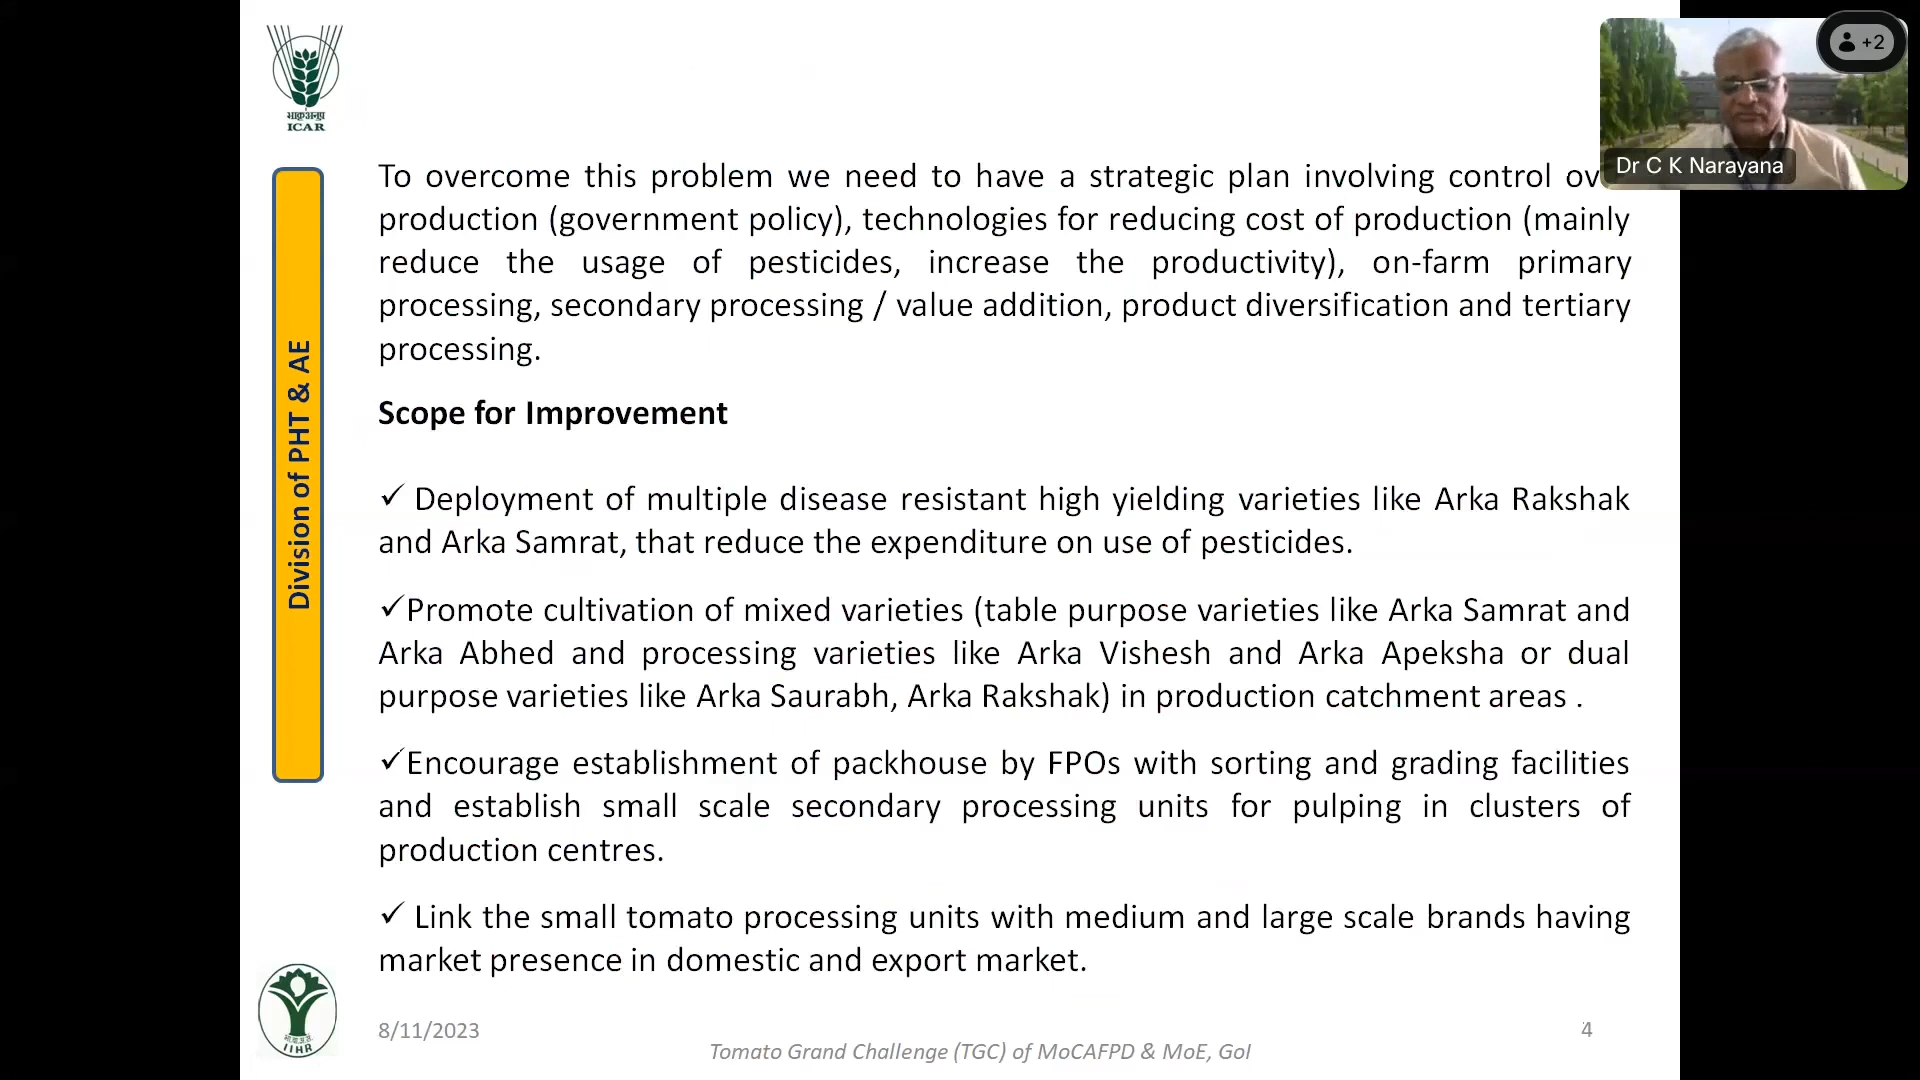 भाकृअनुप
ICAR
+2
Dr C K Narayana
Division of PHT & AE
To overcome this problem we need to have a strategic plan involving control ov
production (government policy), technologies for reducing cost of production (mainly
reduce the usage of pesticides, increase the productivity), on-farm primary
processing, secondary processing / value addition, product diversification and tertiary
processing.
Scope for Improvement
✓ Deployment of multiple disease resistant high yielding varieties like Arka Rakshak
and Arka Samrat, that reduce the expenditure on use of pesticides.
✓Promote cultivation of mixed varieties (table purpose varieties like Arka Samrat and
Arka Abhed and processing varieties like Arka Vishesh and Arka Apeksha or dual
purpose varieties like Arka Saurabh, Arka Rakshak) in production catchment areas .
✓Encourage establishment of packhouse by FPOs with sorting and grading facilities
and establish small scale secondary processing units for pulping in clusters of
production centres.
✓ Link the small tomato processing units with medium and large scale brands having
market presence in domestic and export market.
IIHR
8/11/2023
4
Tomato Grand Challenge (TGC) of MoCAFPD & MoE, GoI